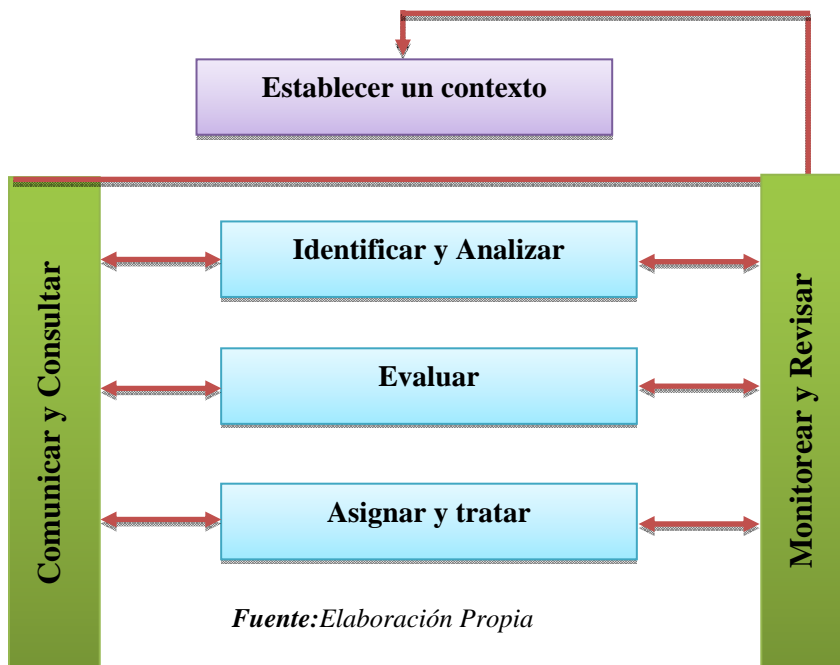 Establecer un contexto
Comunicar y Consultar
Identificar y Analizar
Evaluar
Asignar y tratar
Monitorear y Revisar
Fuente:Elaboración Propia